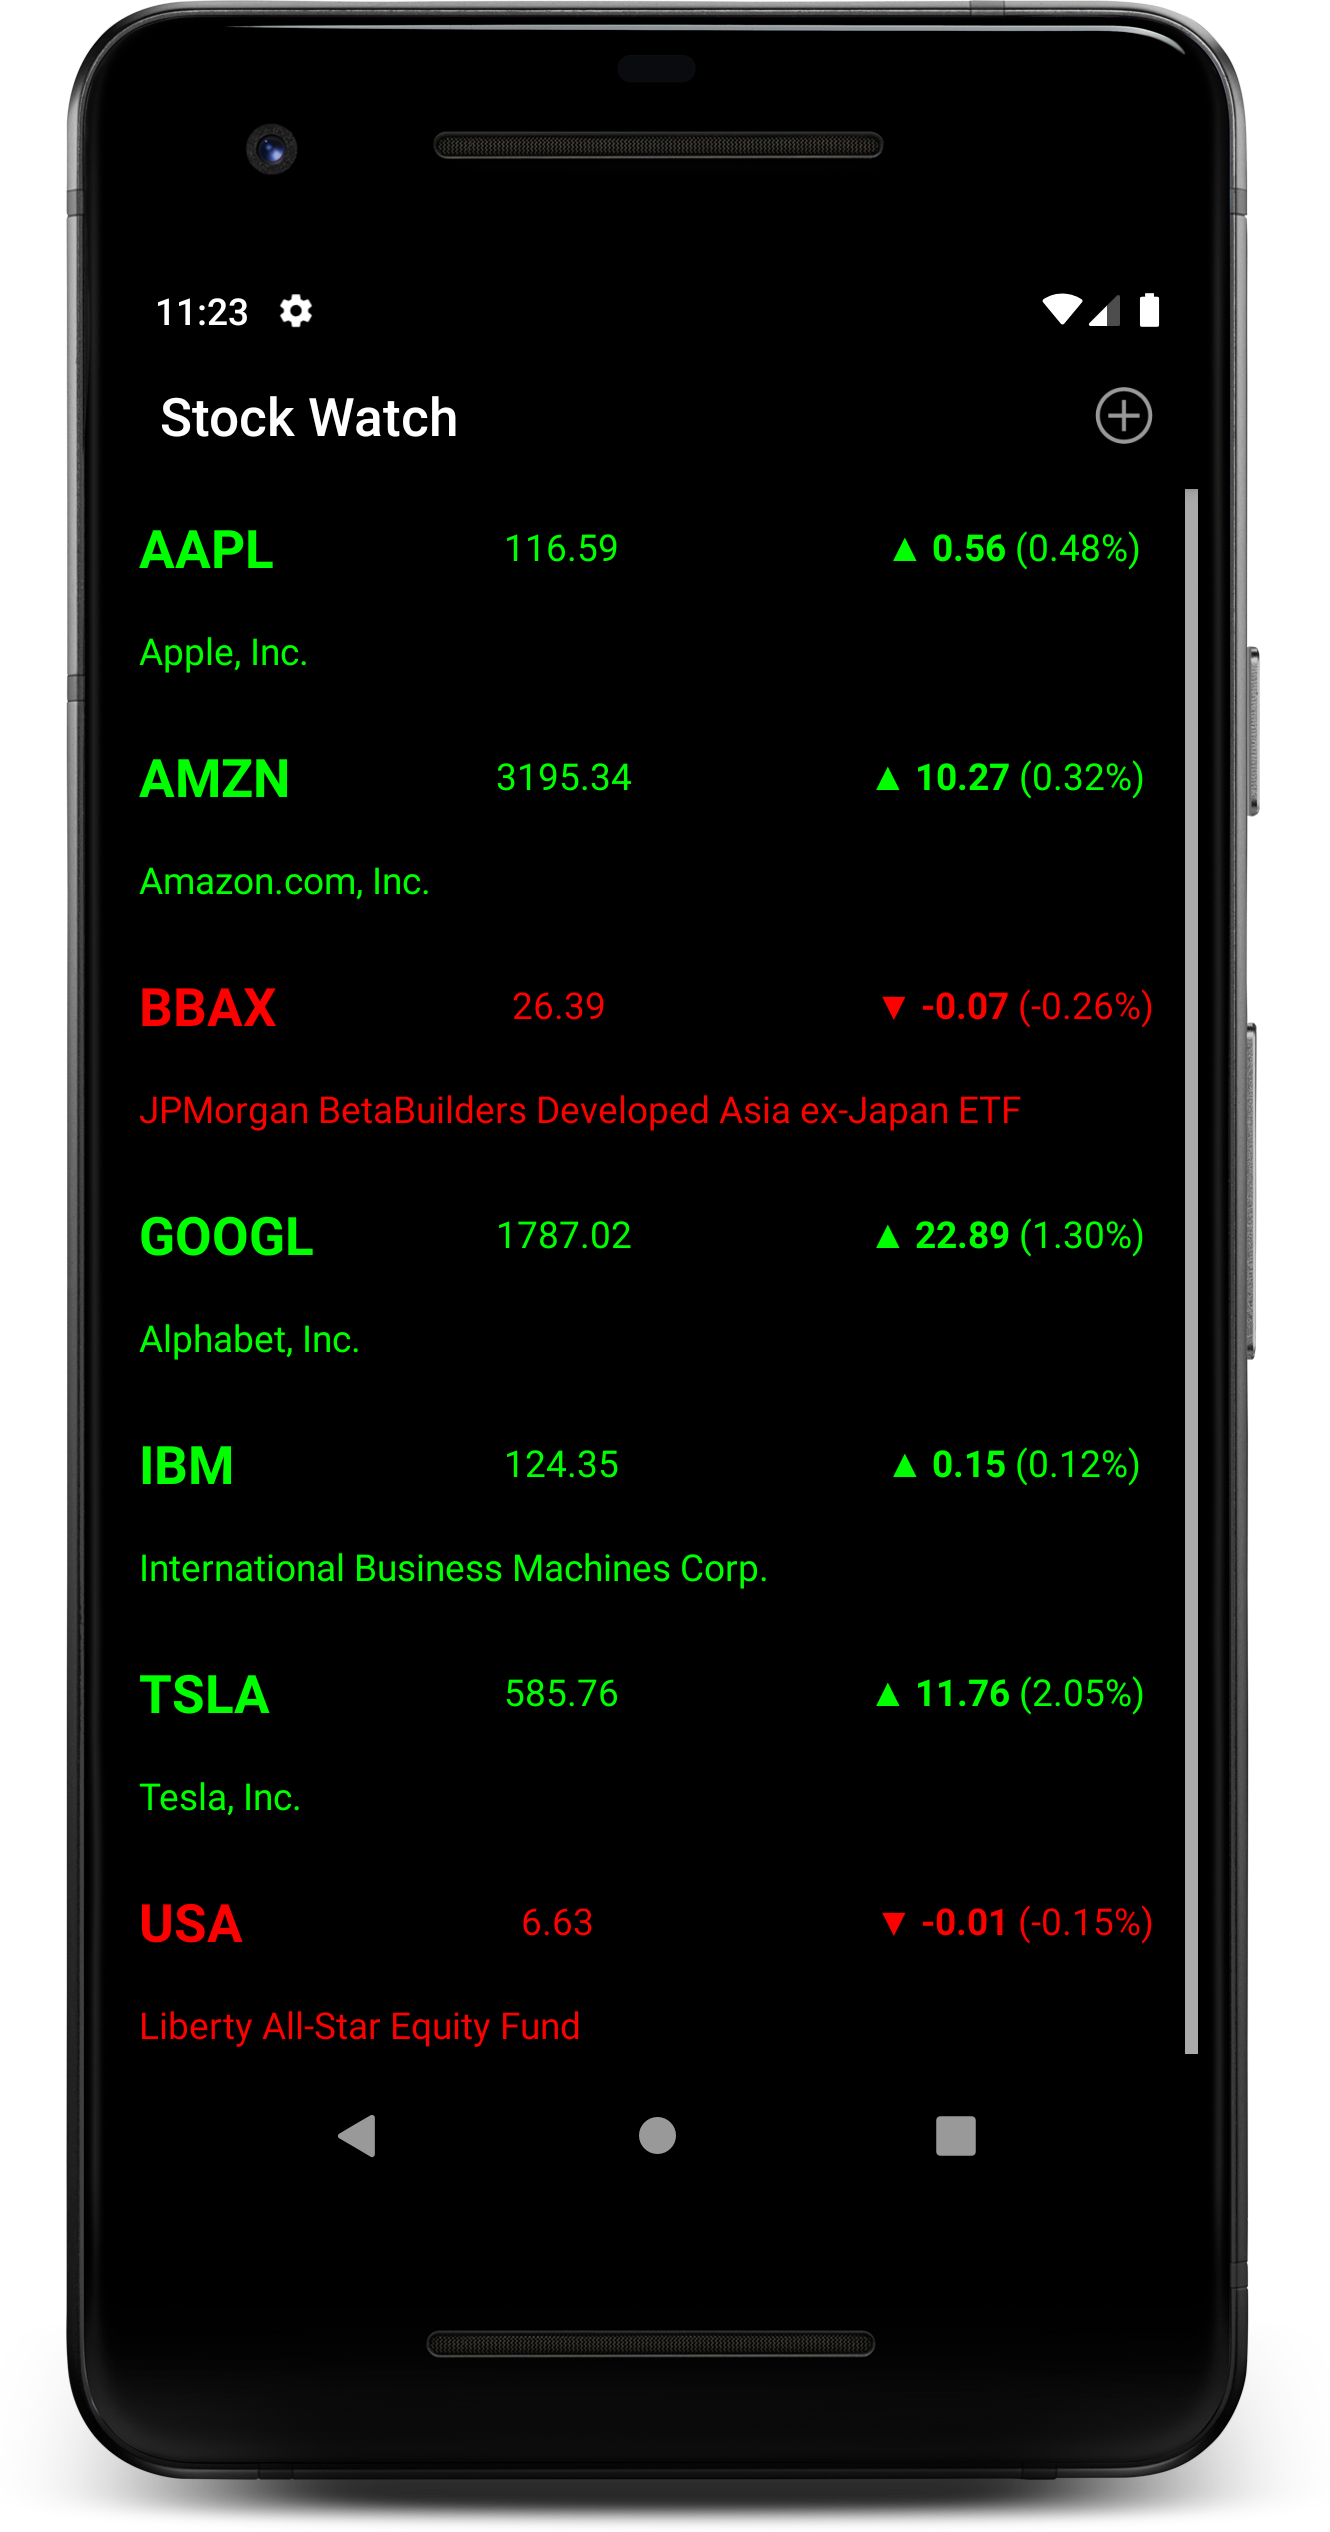 11:23
Stock Watch
AAPL 116.59 ▲ 0.56 (0.48%)
Apple, Inc.
AMZN 3195.34 ▲ 10.27 (0.32%)
Amazon.com, Inc.
BBAX 26.39 ▼ -0.07 (-0.26%)
JPMorgan BetaBuilders Developed Asia ex-Japan ETF
GOOGL 1787.02 ▲ 22.89 (1.30%)
Alphabet, Inc.
IBM 124.35 ▲ 0.15 (0.12%)
International Business Machines Corp.
TSLA 585.76 ▲ 11.76 (2.05%)
Tesla, Inc.
USA 6.63 ▼ -0.01 (-0.15%)
Liberty All-Star Equity Fund